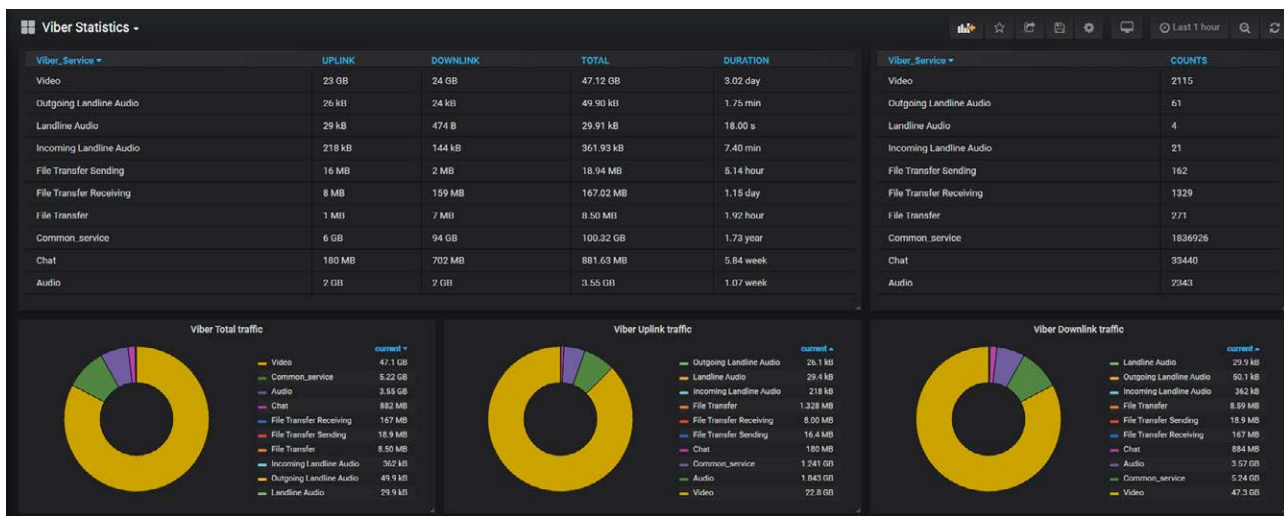 Viber Statistics
Last 1 hour
Viber_Service UPLINK DOWNLINK TOTAL DURATION
Video 23 GB 24 GB 47.12 GB 3.02 day
Outgoing Landline Audio 26 kB 24 kB 49.90 kB 1.75 min
Landline Audio 29 kB 474 B 29.91 kB 18.00 s
Incoming Landline Audio 218 kB 144 kB 361.93 kB 7.40 min
File Transfer Sending 16 MB 2 MB 18.94 MB 5.14 hour
File Transfer Receiving 8 MB 159 MB 167.02 MB 1.15 day
File Transfer 1 MB 7 MB 8.50 MB 1.92 hour
Common_service 6 GB 94 GB 100.32 GB 1.73 year
Chat 180 MB 702 MB 881.63 MB 5.84 week
Audio 2 GB 2 GB 3.55 GB 1.07 week
Viber_Service COUNTS
Video 2115
Outgoing Landline Audio 61
Landline Audio 4
Incoming Landline Audio 21
File Transfer Sending 162
File Transfer Receiving 1329
File Transfer 271
Common_service 1836926
Chat 33440
Audio 2343
Viber Total traffic
current
Video 47.1 GB
Common_service 5.22 GB
Audio 3.55 GB
Chat 882 MB
File Transfer Receiving 167 MB
File Transfer Sending 18.9 MB
File Transfer 8.50 MB
Incoming Landline Audio 362 kB
Outgoing Landline Audio 49.9 kB
Landline Audio 29.9 kB
Viber Uplink traffic
current
Outgoing Landline Audio 26.1 kB
Landline Audio 29.4 kB
Incoming Landline Audio 218 kB
File Transfer 1.328 MB
File Transfer Receiving 8.00 MB
File Transfer Sending 16.4 MB
Chat 180 MB
Common_service 1.241 GB
Audio 1.843 GB
Video 22.8 GB
Viber Downlink traffic
current
Landline Audio 29.9 kB
Outgoing Landline Audio 50.1 kB
Incoming Landline Audio 362 kB
File Transfer 8.59 MB
File Transfer Sending 18.9 MB
File Transfer Receiving 167 MB
Chat 884 MB
Audio 3.57 GB
Common_service 5.24 GB
Video 47.3 GB